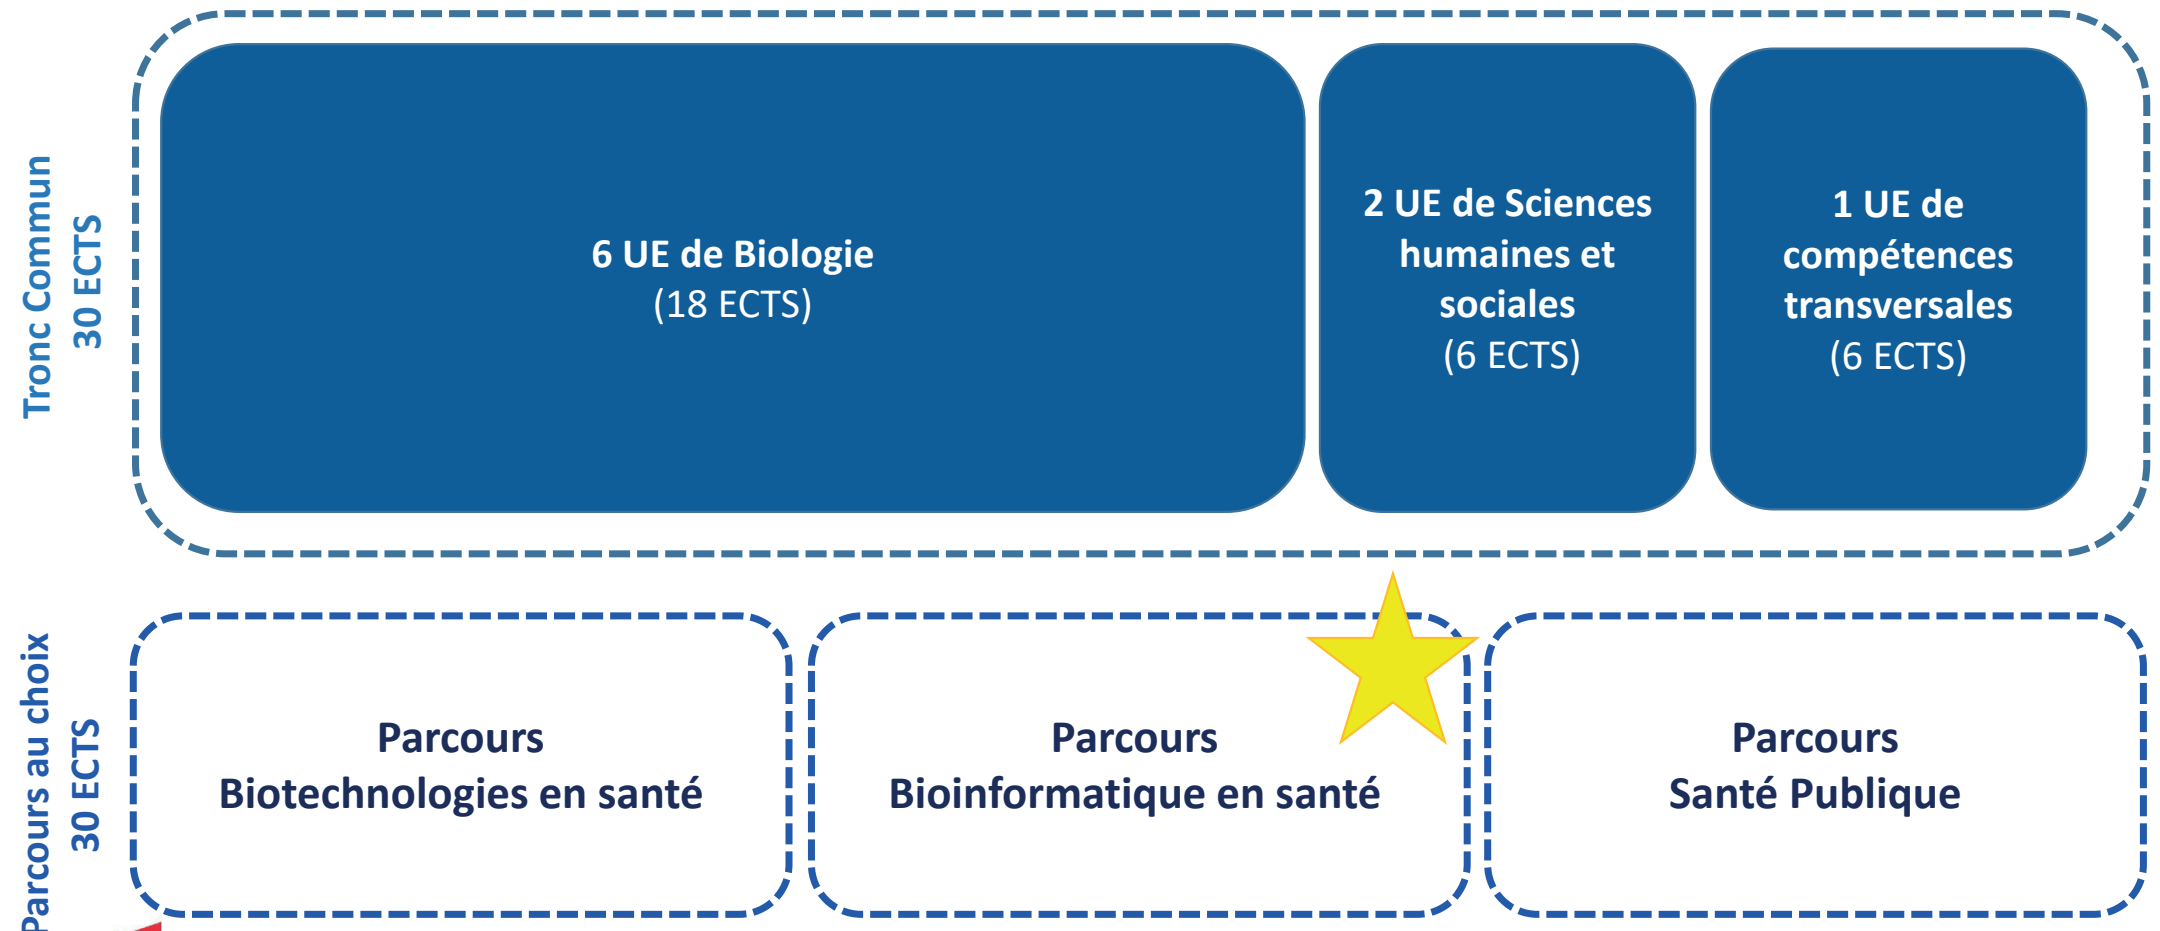 Tronc Commun
30 ECTS
6 UE de Biologie
(18 ECTS)
2 UE de Sciences
humaines et
sociales
(6 ECTS)
1 UE de
compétences
transversales
(6 ECTS)
Parcours au choix
30 ECTS
Parcours
Biotechnologies en santé
Parcours
Bioinformatique en santé
Parcours
Santé Publique